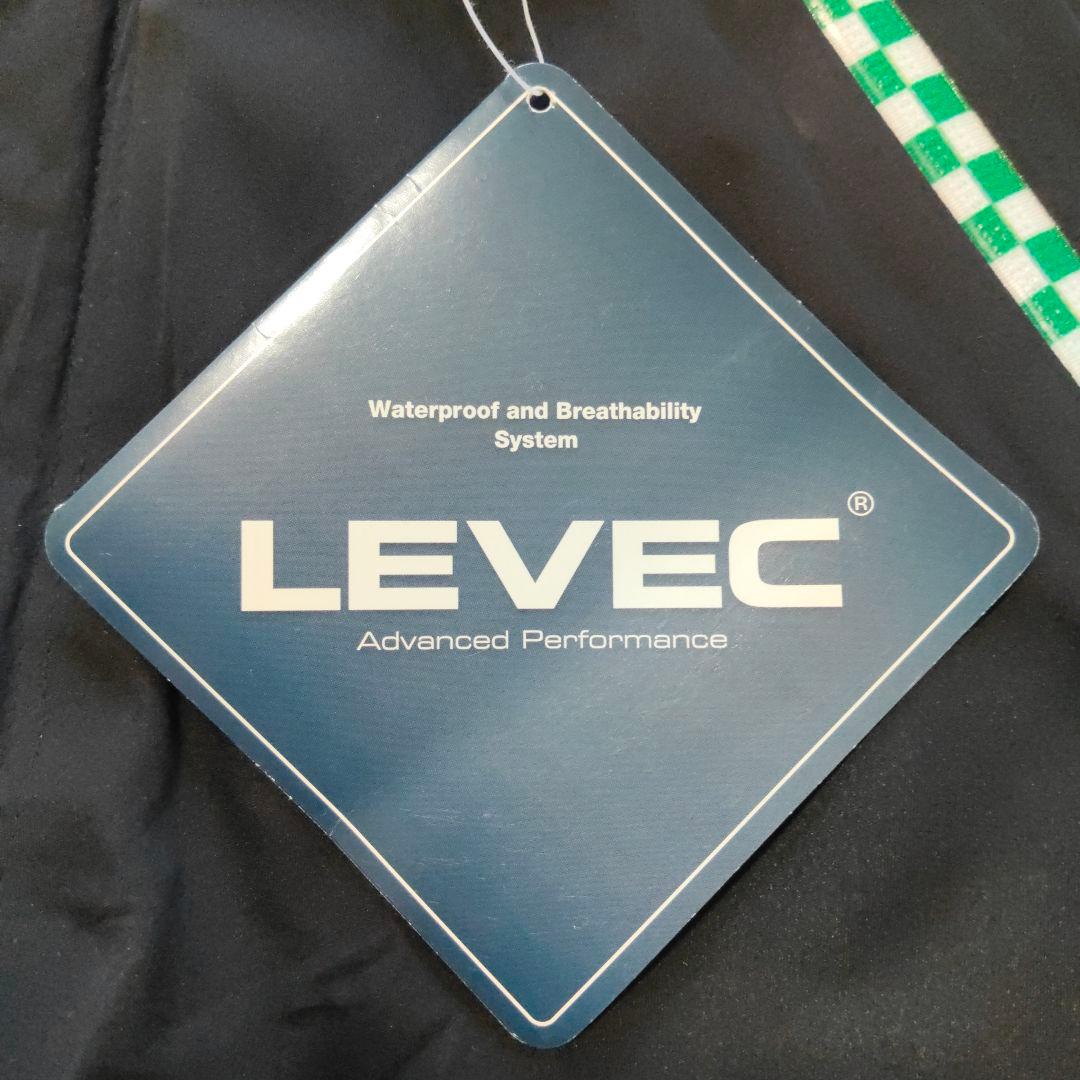 Waterproof and Breathability
System
LEVEC®
Advanced Performance